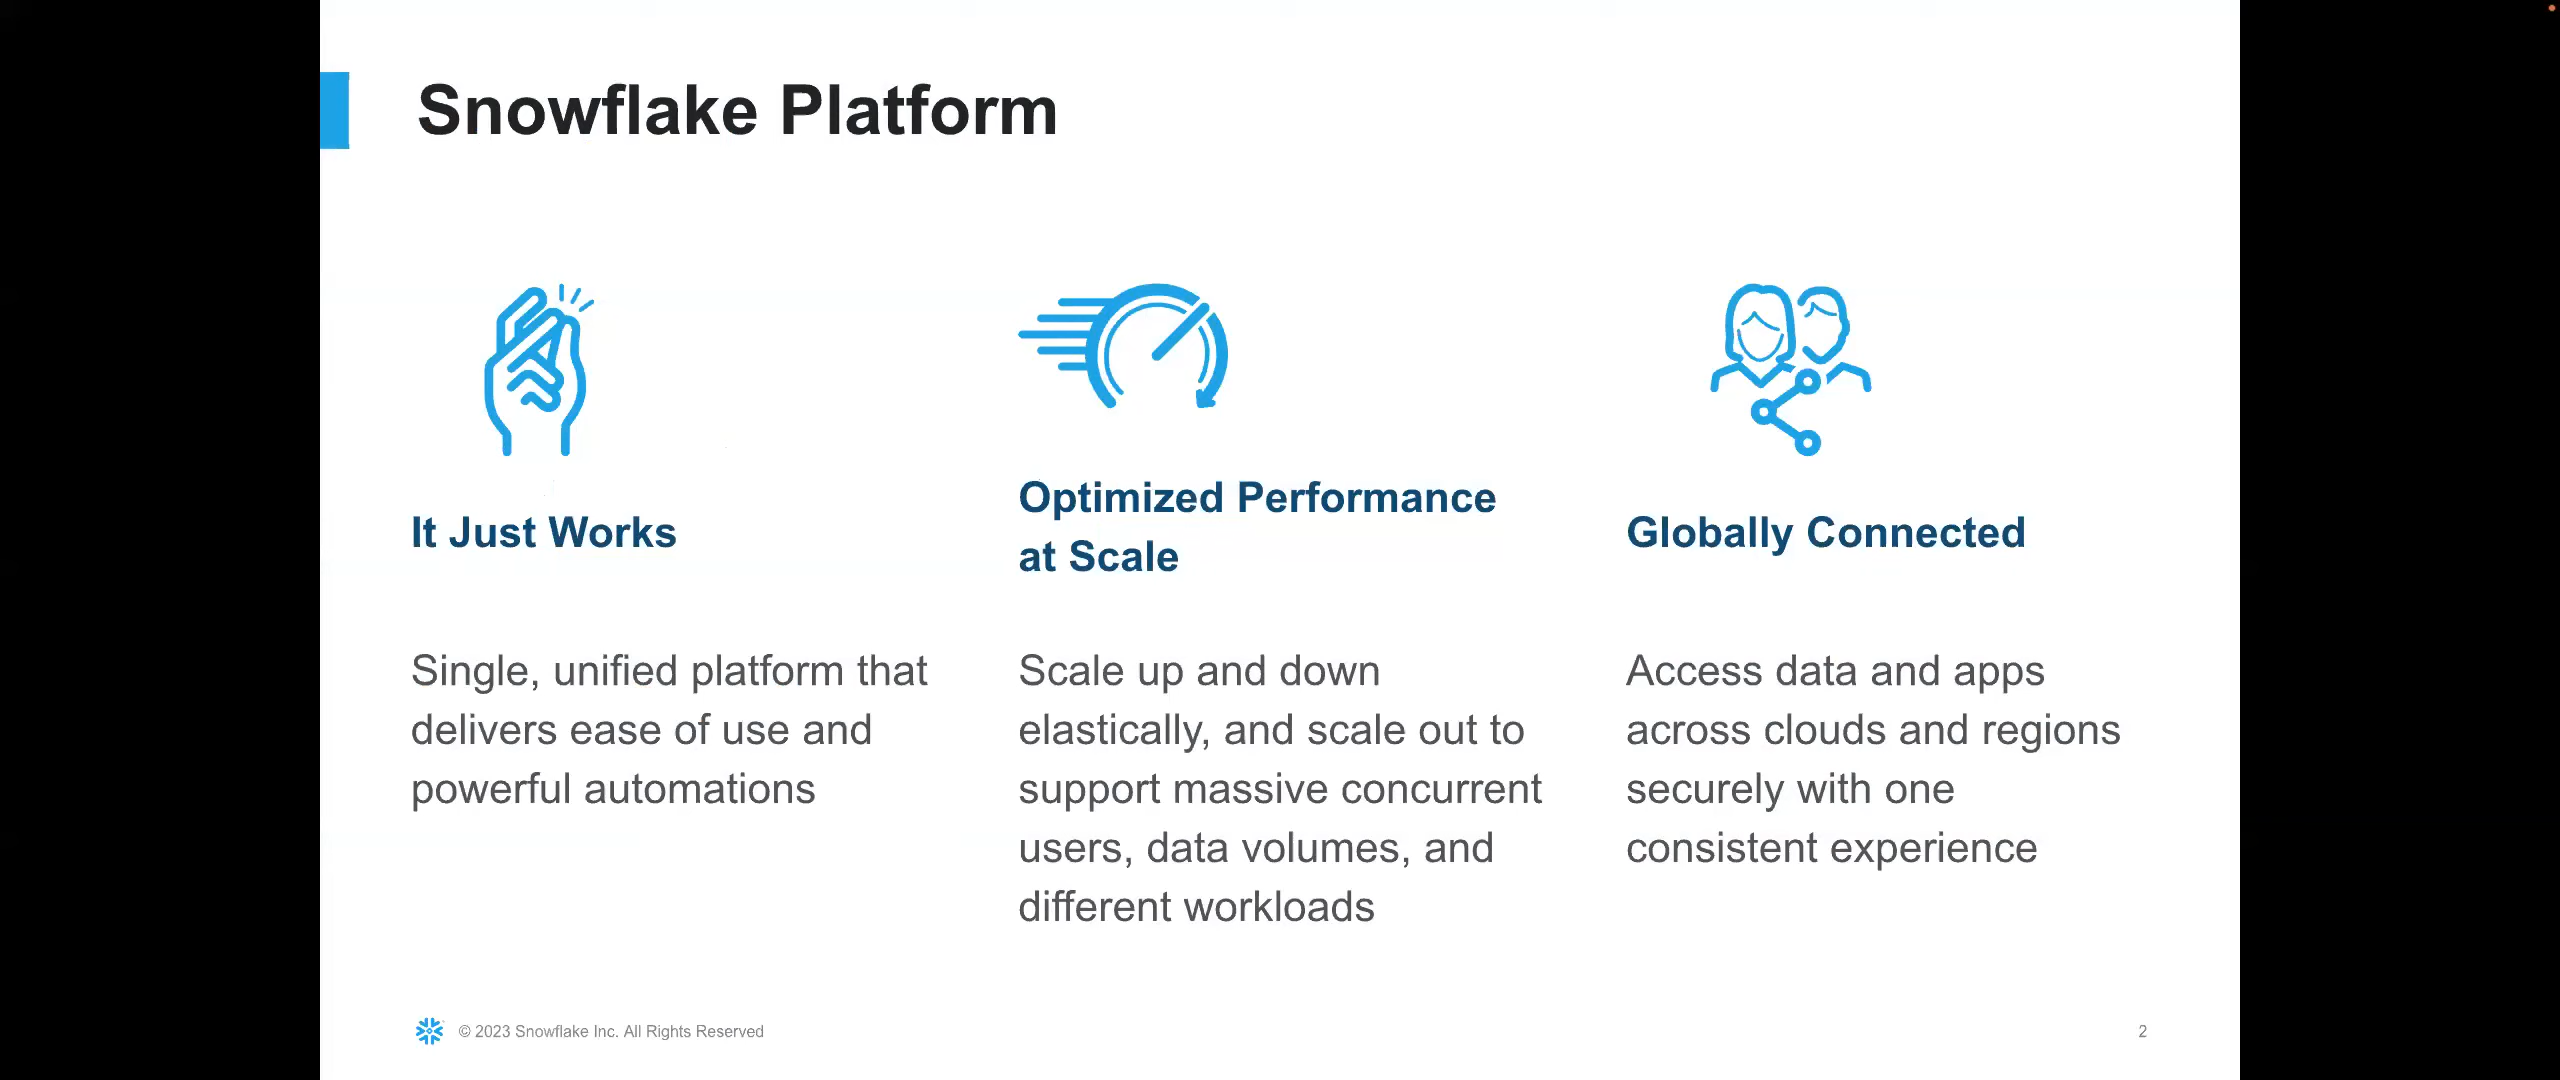 Snowflake Platform
It Just Works
Single, unified platform that
delivers ease of use and
powerful automations
Optimized Performance
at Scale
Scale up and down
elastically, and scale out to
support massive concurrent
users, data volumes, and
different workloads
Globally Connected
Access data and apps
across clouds and regions
securely with one
consistent experience
© 2023 Snowflake Inc. All Rights Reserved
2